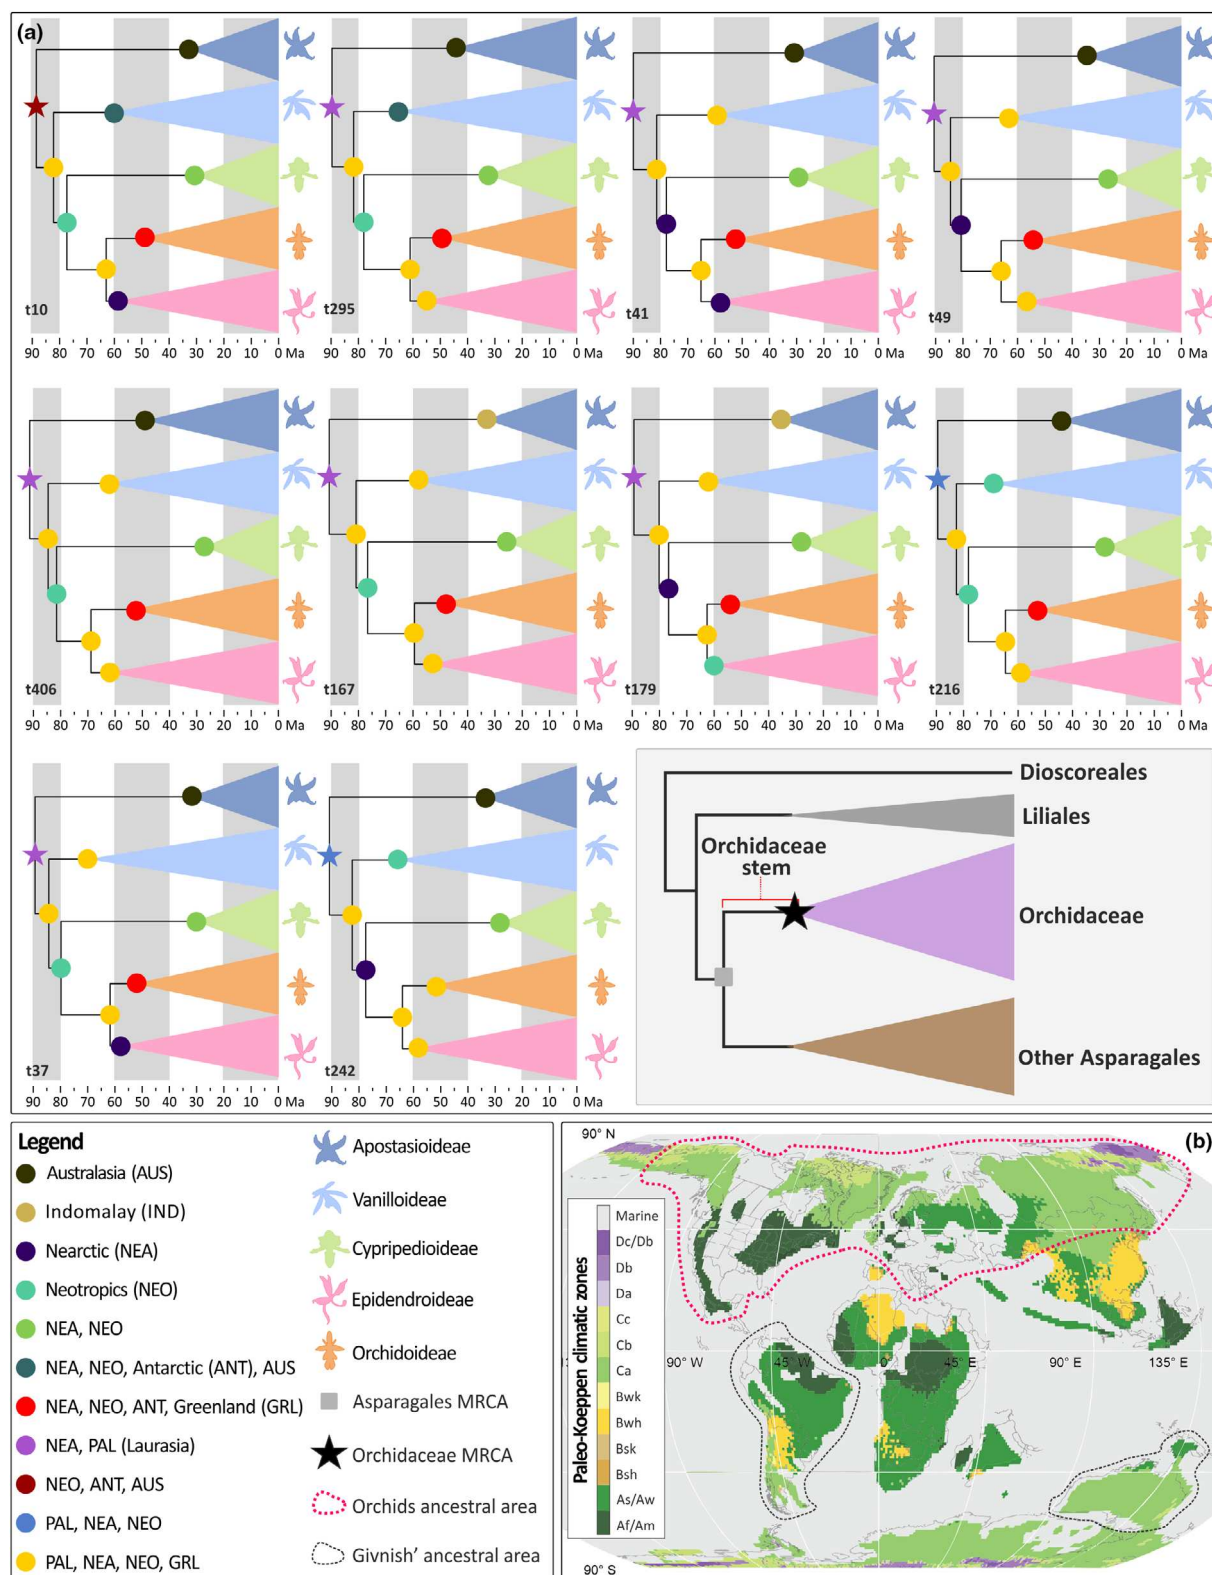 (a)
t10
t295
t41
t49
90 80 70 60 50 40 30 20 10 0 Ma
90 80 70 60 50 40 30 20 10 0 Ma
90 80 70 60 50 40 30 20 10 0 Ma
90 80 70 60 50 40 30 20 10 0 Ma
t406
t167
t179
t216
90 80 70 60 50 40 30 20 10 0 Ma
90 80 70 60 50 40 30 20 10 0 Ma
90 80 70 60 50 40 30 20 10 0 Ma
90 80 70 60 50 40 30 20 10 0 Ma
t37
t242
90 80 70 60 50 40 30 20 10 0 Ma
90 80 70 60 50 40 30 20 10 0 Ma
Dioscoreales
Liliales
Orchidaceae
stem
Orchidaceae
Other Asparagales
Legend
Australasia (AUS)
Indomalay (IND)
Nearctic (NEA)
Neotropics (NEO)
NEA, NEO
NEA, NEO, Antarctic (ANT), AUS
NEA, NEO, ANT, Greenland (GRL)
NEA, PAL (Laurasia)
NEO, ANT, AUS
PAL, NEA, NEO
PAL, NEA, NEO, GRL
Apostasioideae
Vanilloideae
Cypripedioideae
Epidendroideae
Orchidoideae
Asparagales MRCA
Orchidaceae MRCA
Orchids ancestral area
Givnish' ancestral area
(b)
90° N
Paleo-Koeppen climatic zones
Marine
Dc/Db
Db
Da
Cc
Cb
Ca
Bwk
Bwh
Bsk
Bsh
As/Aw
Af/Am
90° W
45° W
0°
45° E
90° E
135° E
90° S